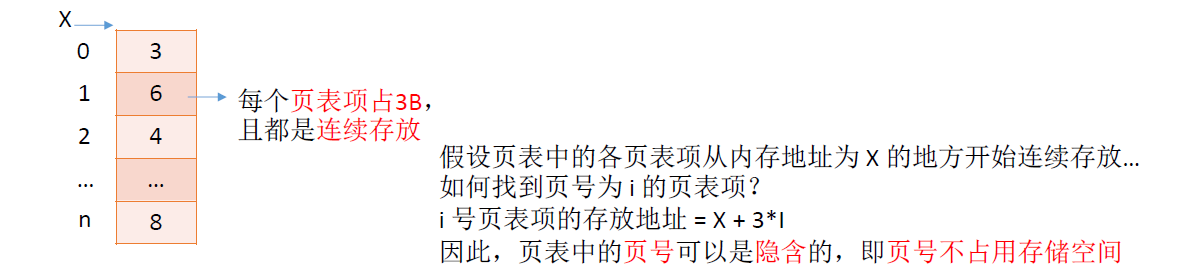 X
0 3
1 6
2 4
... ...
n 8
每个页表项占3B，
且都是连续存放
假设页表中的各页表项从内存地址为 X 的地方开始连续存放...
如何找到页号为 i 的页表项？
i 号页表项的存放地址 = X + 3*I
因此，页表中的页号可以是隐含的，即页号不占用存储空间